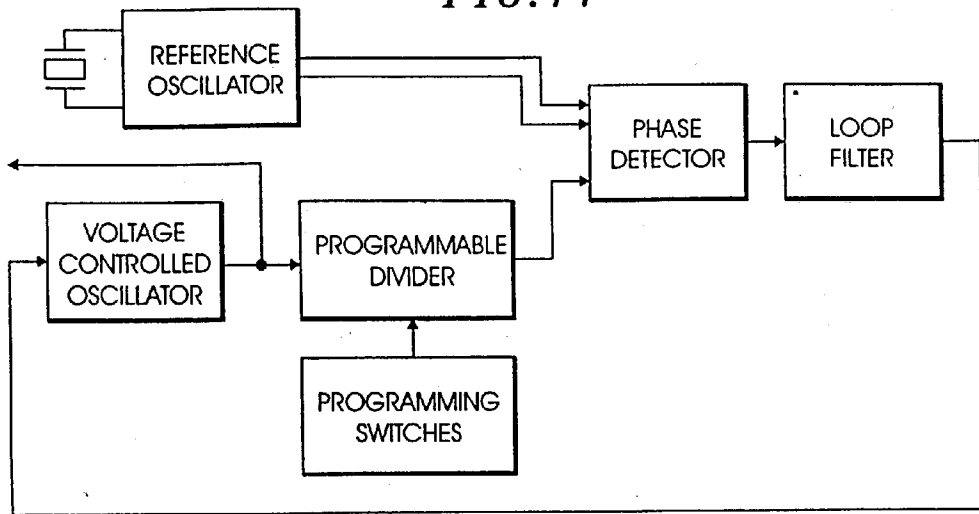 REFERENCE
OSCILLATOR
PHASE
DETECTOR
LOOP
FILTER
VOLTAGE
CONTROLLED
OSCILLATOR
PROGRAMMABLE
DIVIDER
PROGRAMMING
SWITCHES